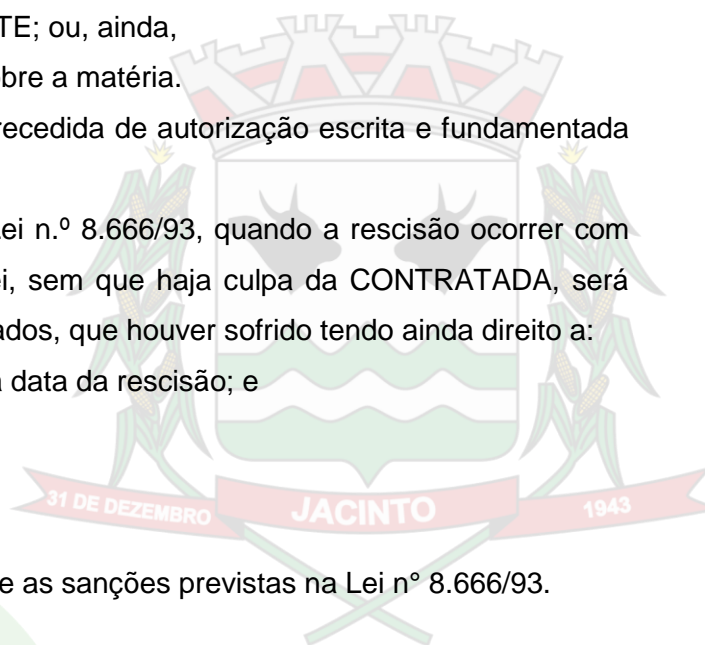 TE; ou, ainda,
obre a matéria.
recedida de autorização escrita e fundamentada
ei n.º 8.666/93, quando a rescisão ocorrer com
ei, sem que haja culpa da CONTRATADA, será
ados, que houver sofrido tendo ainda direito a:
a data da rescisão; e
31 DE DEZEMBRO JACINTO 1943
e as sanções previstas na Lei n° 8.666/93.